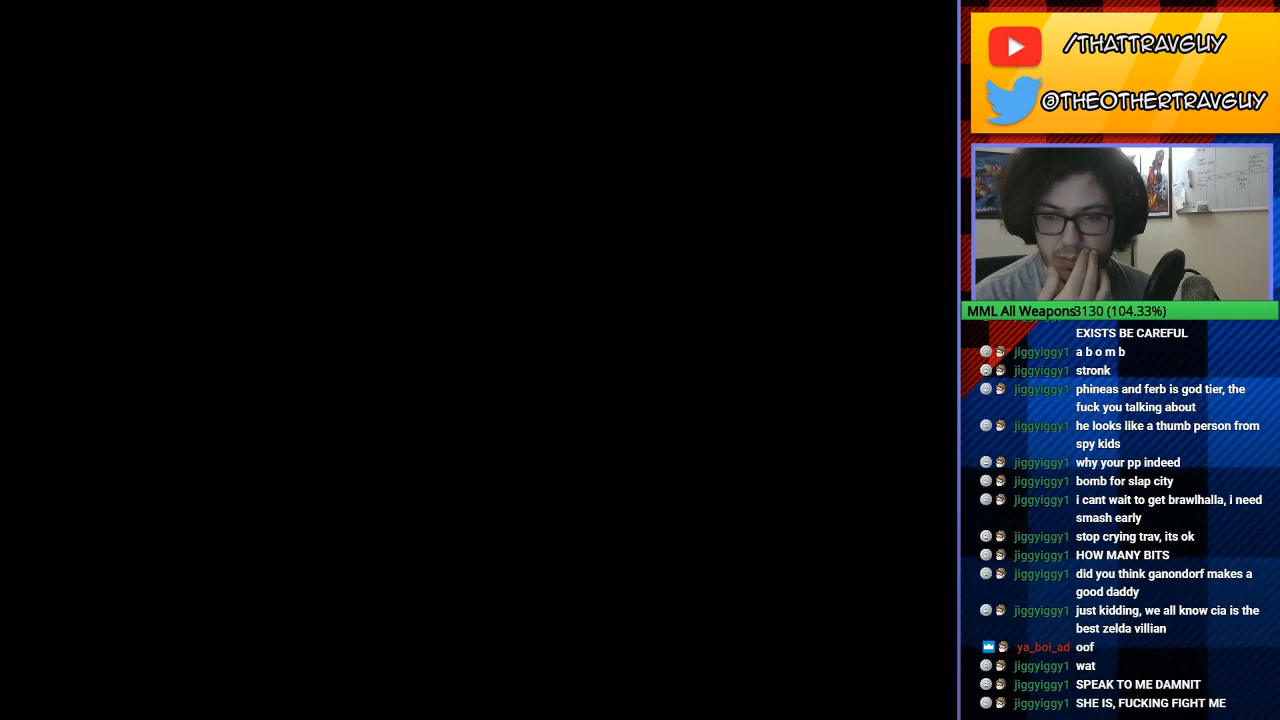 /THATTRAVGUY
@THEOTHERTRAVGUY
MML All Weapons3130 (104.33%)
EXISTS BE CAREFUL
jiggyiggy1 a b o m b
jiggyiggy1 stronk
jiggyiggy1 phineas and ferb is god tier, the
fuck you talking about
jiggyiggy1 he looks like a thumb person from
spy kids
jiggyiggy1 why your pp indeed
jiggyiggy1 bomb for slap city
jiggyiggy1 i cant wait to get brawlhalla, i need
smash early
jiggyiggy1 stop crying trav, its ok
jiggyiggy1 HOW MANY BITS
jiggyiggy1 did you think ganondorf makes a
good daddy
jiggyiggy1 just kidding, we all know cia is the
best zelda villian
ya_boi_ad oof
jiggyiggy1 wat
jiggyiggy1 SPEAK TO ME DAMNIT
jiggyiggy1 SHE IS, FUCKING FIGHT ME